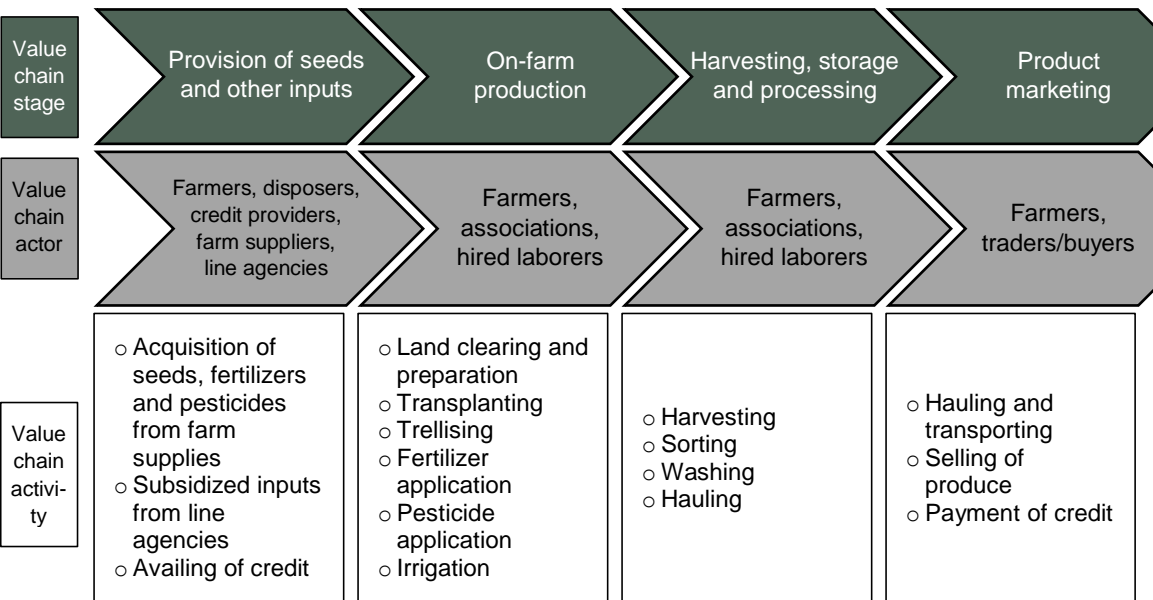 Value
chain
stage
Provision of seeds
and other inputs
On-farm
production
Harvesting, storage
and processing
Product
marketing
Value
chain
actor
Farmers, disposers,
credit providers,
farm suppliers,
line agencies
Farmers,
associations,
hired laborers
Farmers,
associations,
hired laborers
Farmers,
traders/buyers
Value
chain
activi-
ty
o Acquisition of
seeds, fertilizers
and pesticides
from farm
supplies
o Subsidized inputs
from line
agencies
o Availing of credit
o Land clearing and
preparation
o Transplanting
o Trellising
o Fertilizer
application
o Pesticide
application
o Irrigation
o Harvesting
o Sorting
o Washing
o Hauling
o Hauling and
transporting
o Selling of
produce
o Payment of credit